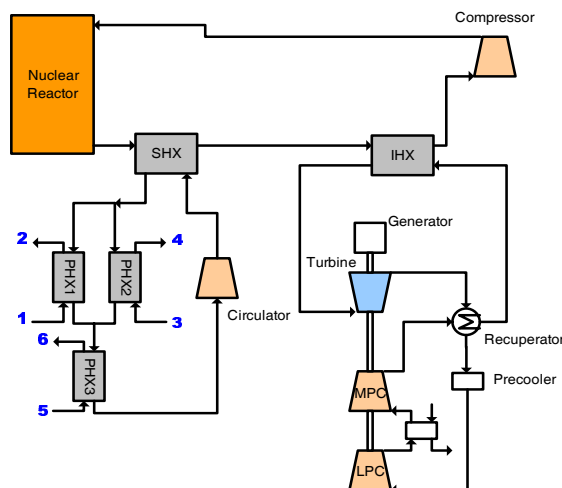 Compressor
Nuclear
Reactor
SHX
IHX
2
4
Generator
PHX1
PHX2
Turbine
1
3
Circulator
6
Recuperator
PHX3
Precooler
5
MPC
LPC